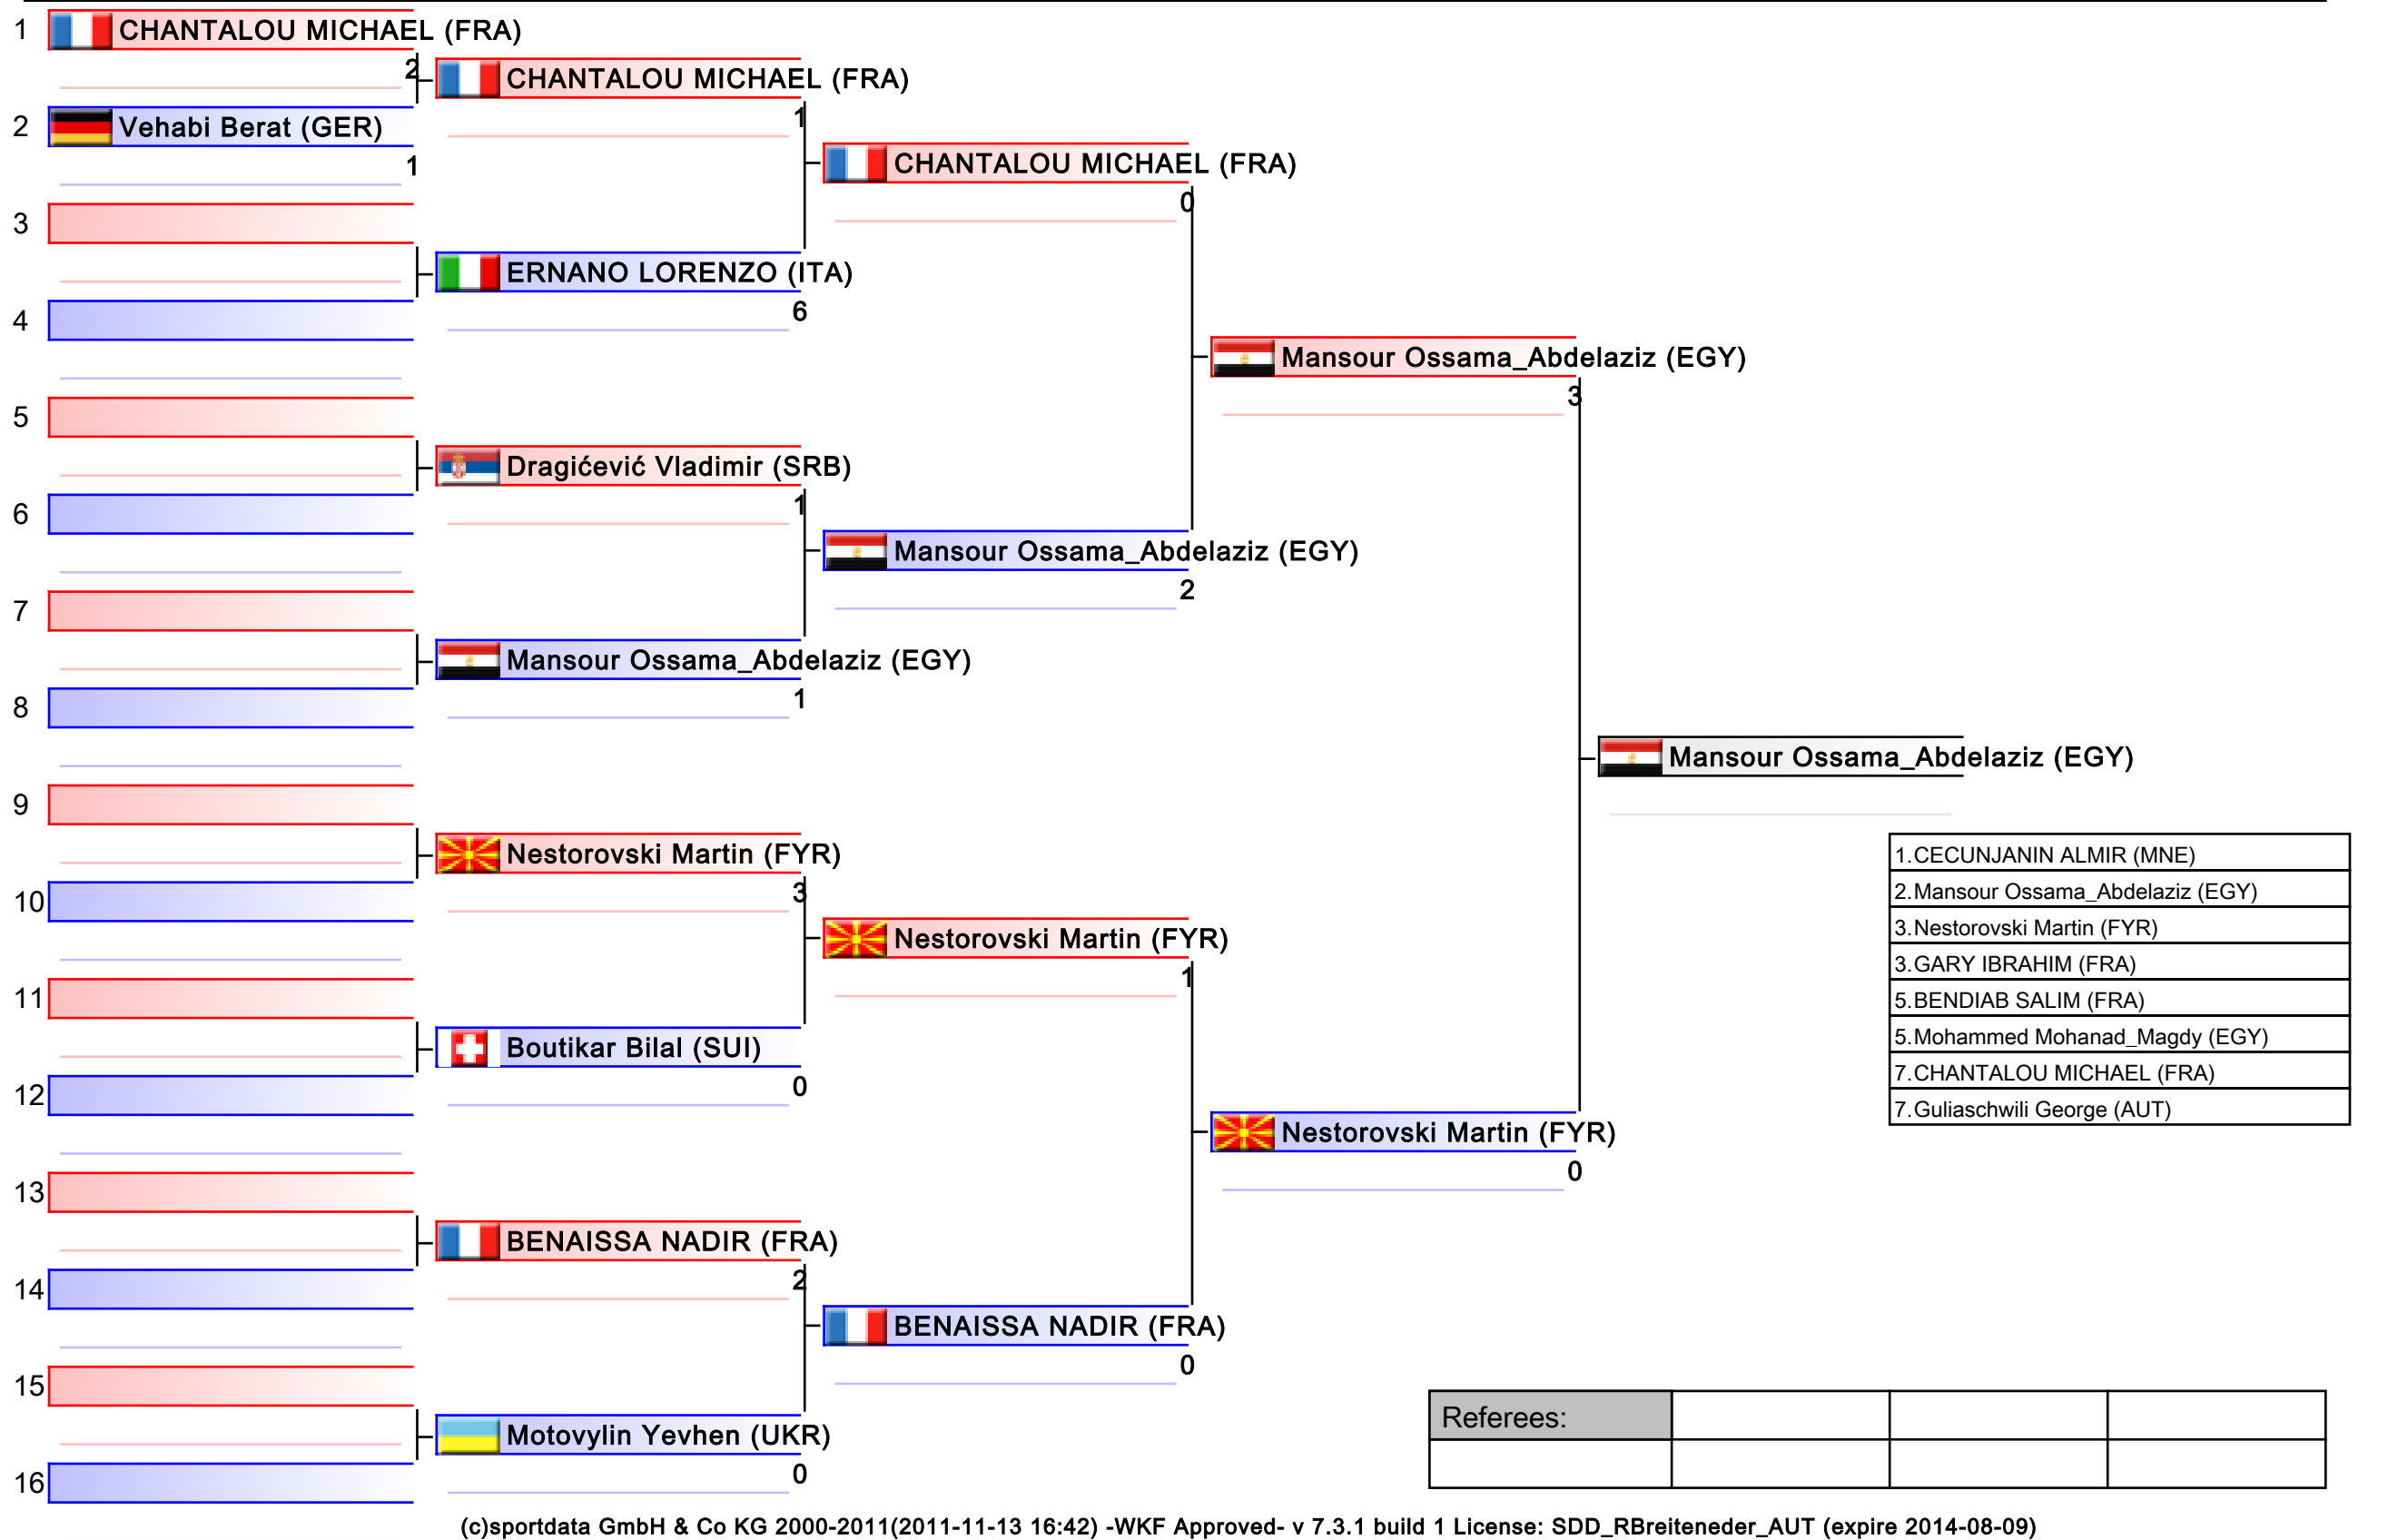 1 CHANTALOU MICHAEL (FRA)
2
2 Vehabi Berat (GER)
1
3
4
5
6
7
8
9
10
11
12
13
14
15
16
CHANTALOU MICHAEL (FRA)
1
ERNANO LORENZO (ITA)
6
Dragićević Vladimir (SRB)
1
Mansour Ossama_Abdelaziz (EGY)
1
Nestorovski Martin (FYR)
3
Boutikar Bilal (SUI)
0
BENAISSA NADIR (FRA)
2
Motovylin Yevhen (UKR)
0
CHANTALOU MICHAEL (FRA)
0
Mansour Ossama_Abdelaziz (EGY)
2
Nestorovski Martin (FYR)
1
BENAISSA NADIR (FRA)
0
Mansour Ossama_Abdelaziz (EGY)
3
Nestorovski Martin (FYR)
0
Mansour Ossama_Abdelaziz (EGY)
1.CECUNJANIN ALMIR (MNE)
2.Mansour Ossama_Abdelaziz (EGY)
3.Nestorovski Martin (FYR)
3.GARY IBRAHIM (FRA)
5.BENDIAB SALIM (FRA)
5.Mohammed Mohanad_Magdy (EGY)
7.CHANTALOU MICHAEL (FRA)
7.Guliaschwili George (AUT)
Referees:
(c)sportdata GmbH & Co KG 2000-2011(2011-11-13 16:42) -WKF Approved- v 7.3.1 build 1 License: SDD_RBreiteneder_AUT (expire 2014-08-09)